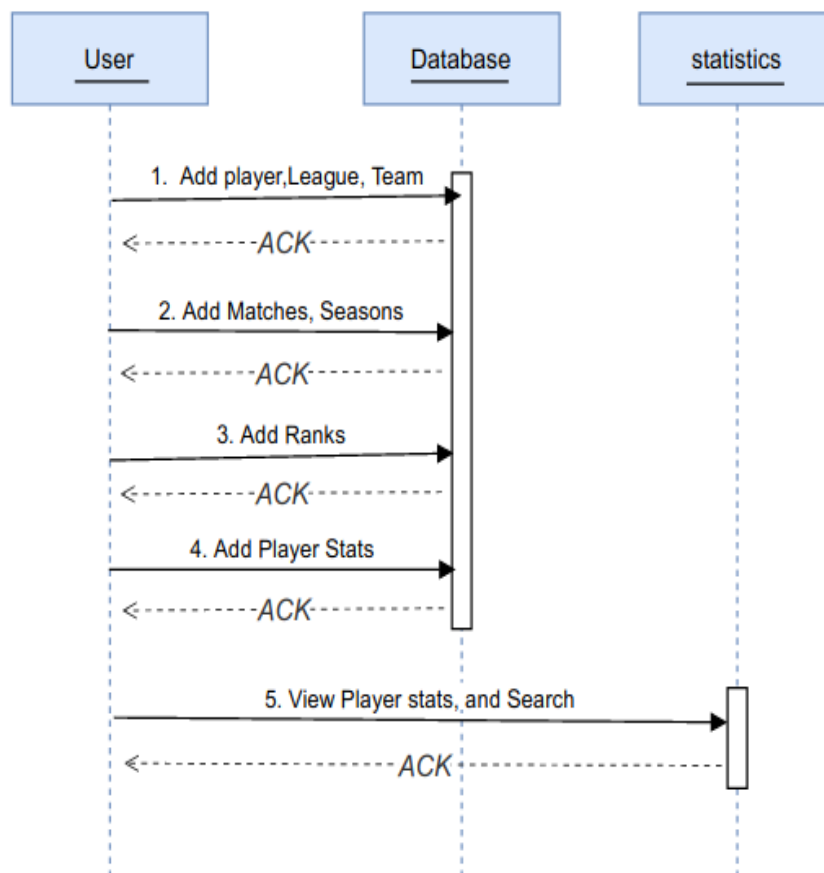 User
Database
statistics
1. Add player,League, Team
ACK
2. Add Matches, Seasons
ACK
3. Add Ranks
ACK
4. Add Player Stats
ACK
5. View Player stats, and Search
ACK